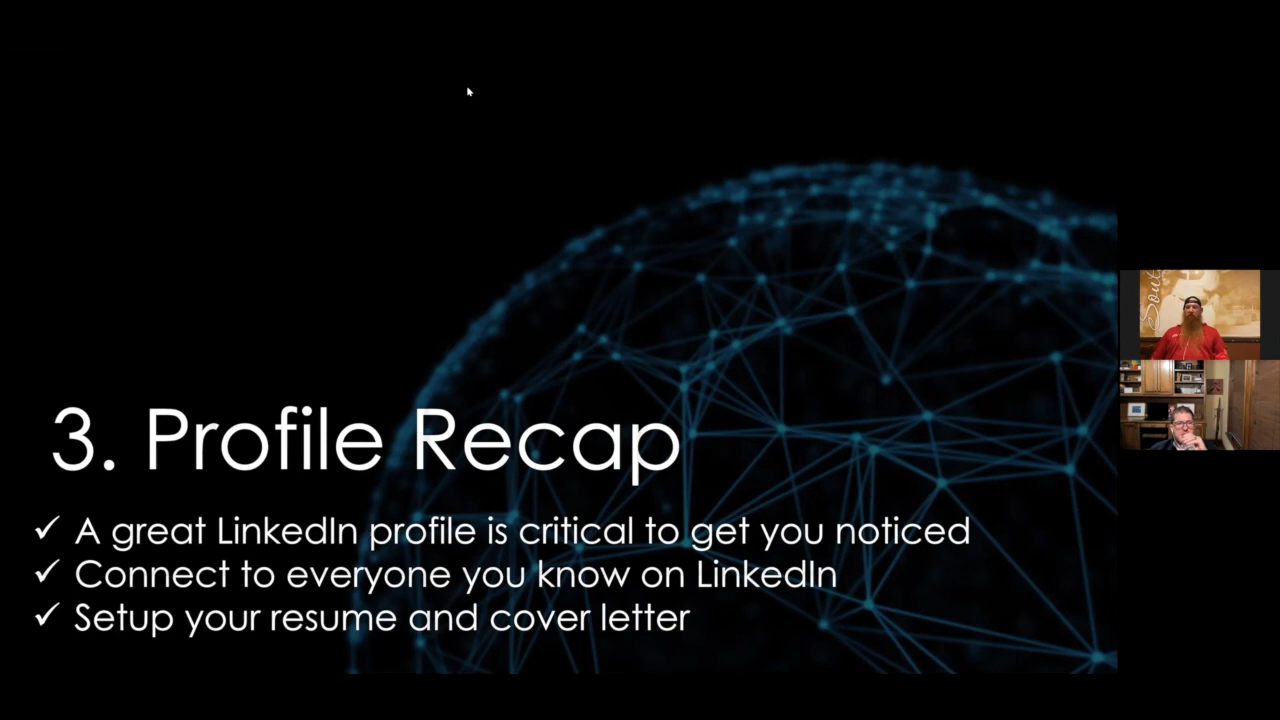 3. Profile Recap
✓ A great LinkedIn profile is critical to get you noticed
✓ Connect to everyone you know on LinkedIn
✓ Setup your resume and cover letter